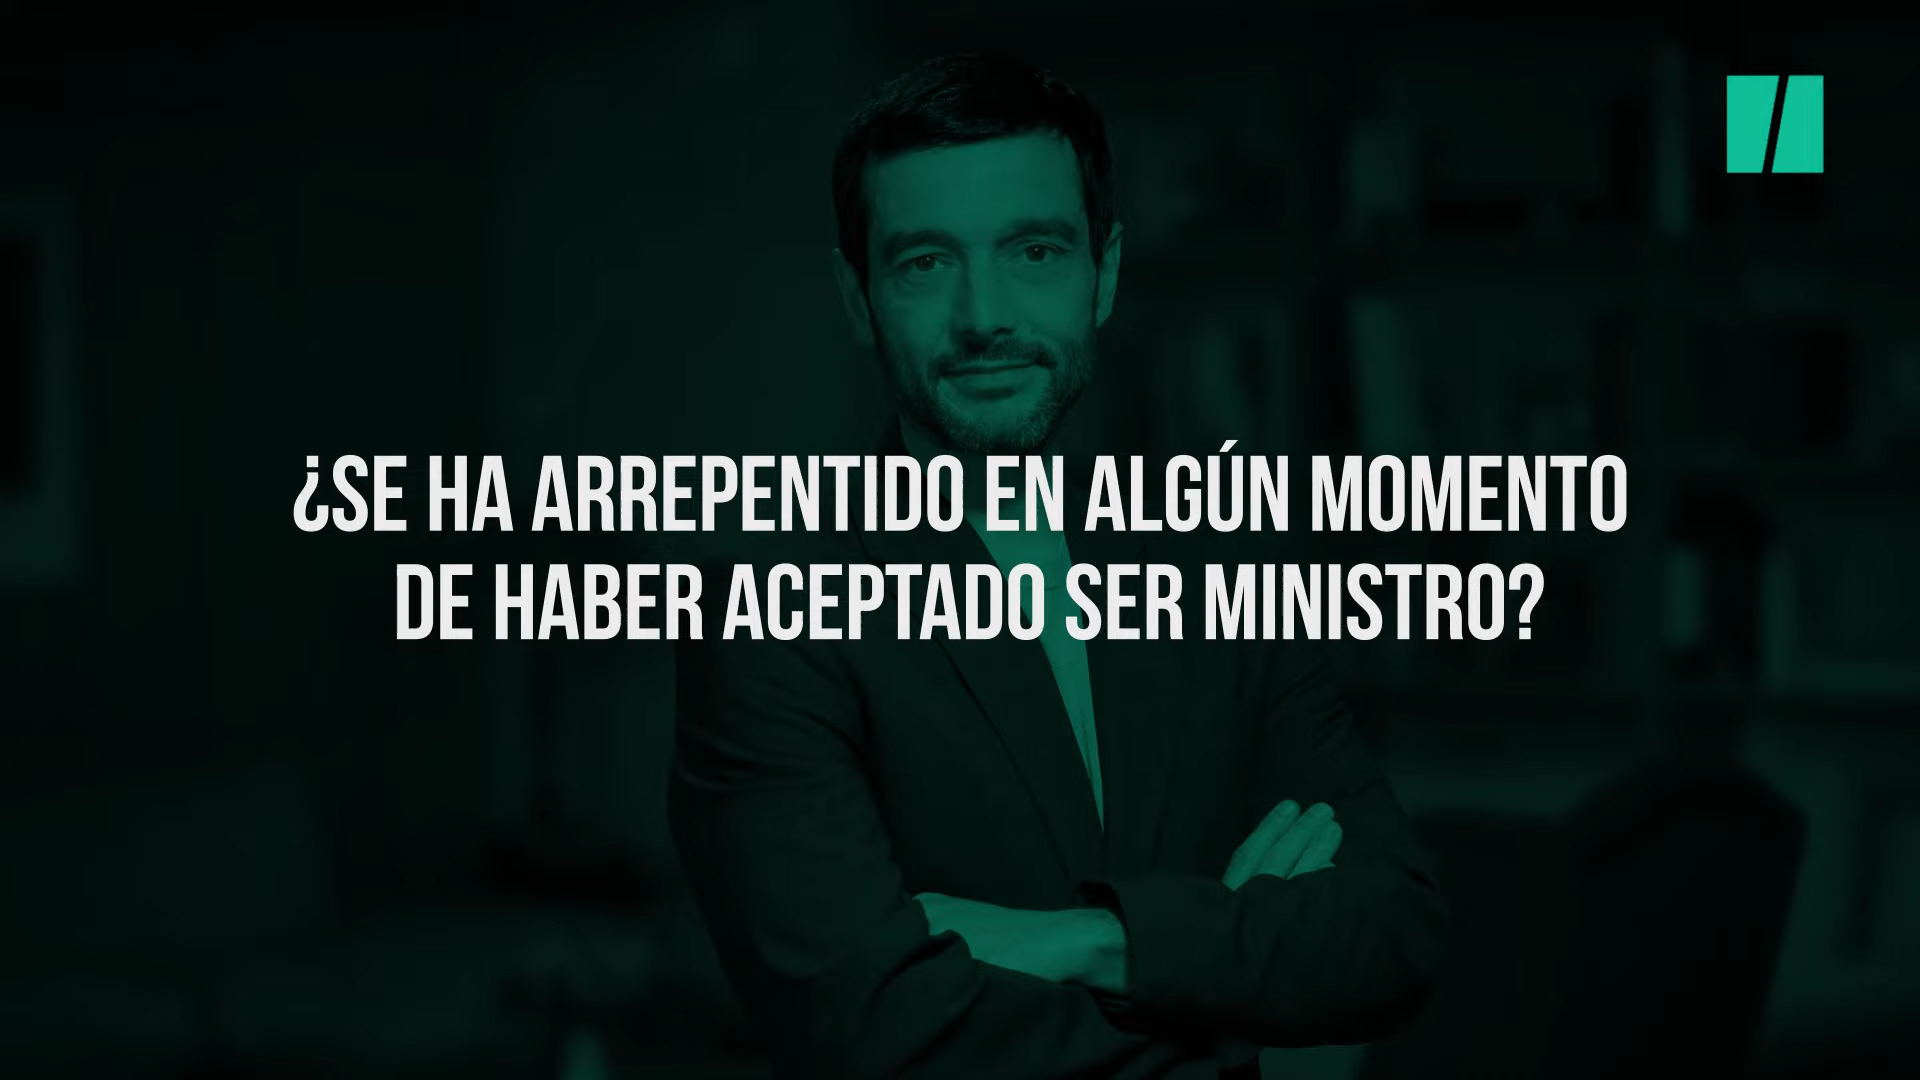 ¿SE HA ARREPENTIDO EN ALGÚN MOMENTO
DE HABER ACEPTADO SER MINISTRO?